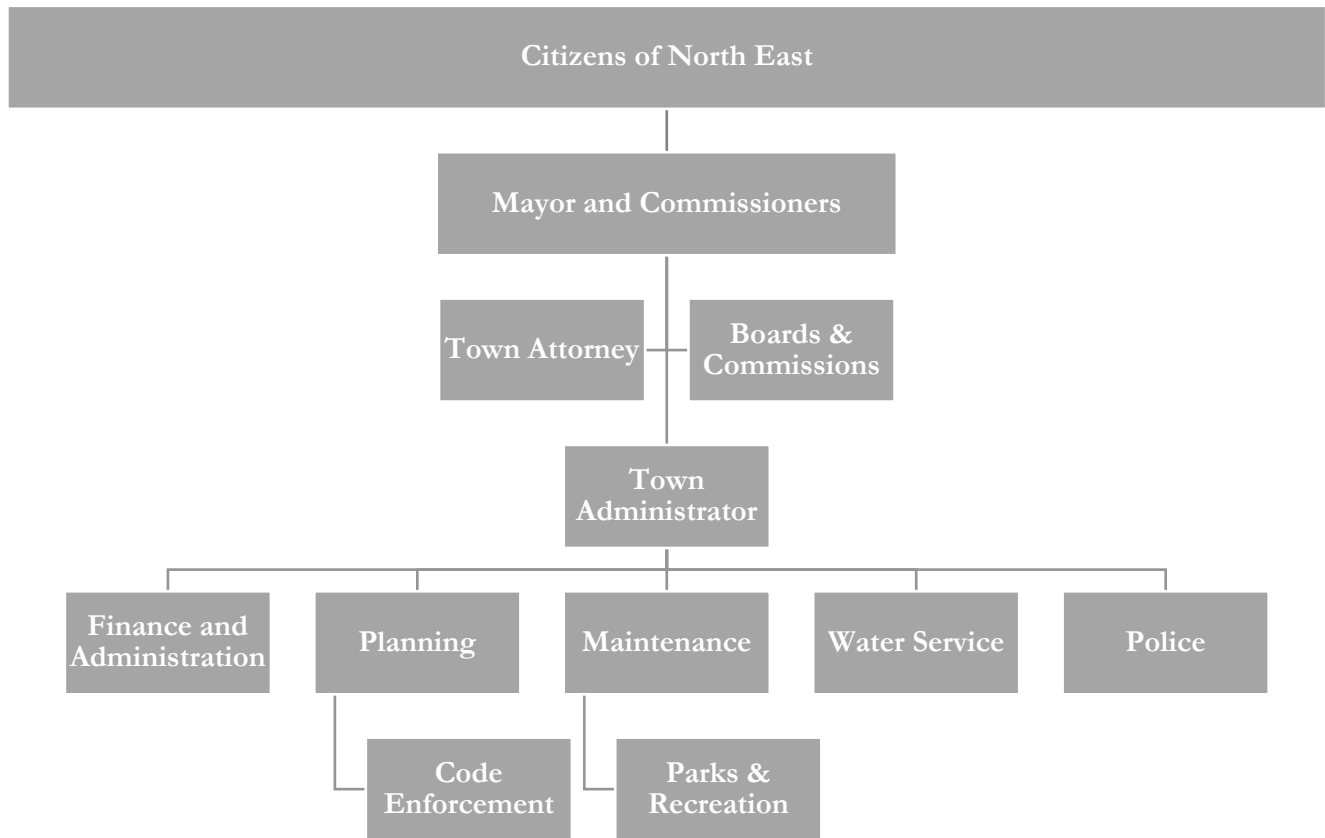 Citizens of North East
Mayor and Commissioners
Town Attorney
Boards &
Commissions
Town
Administrator
Finance and
Administration
Planning
Maintenance
Water Service
Police
Code
Enforcement
Parks &
Recreation